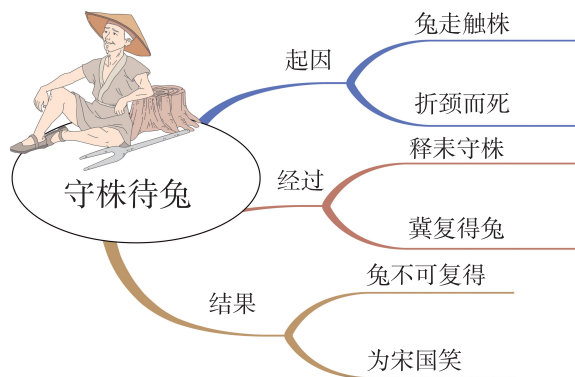 守株待兔
起因
兔走触株
折颈而死
经过
释耒守株
冀复得兔
结果
兔不可复得
为宋国笑